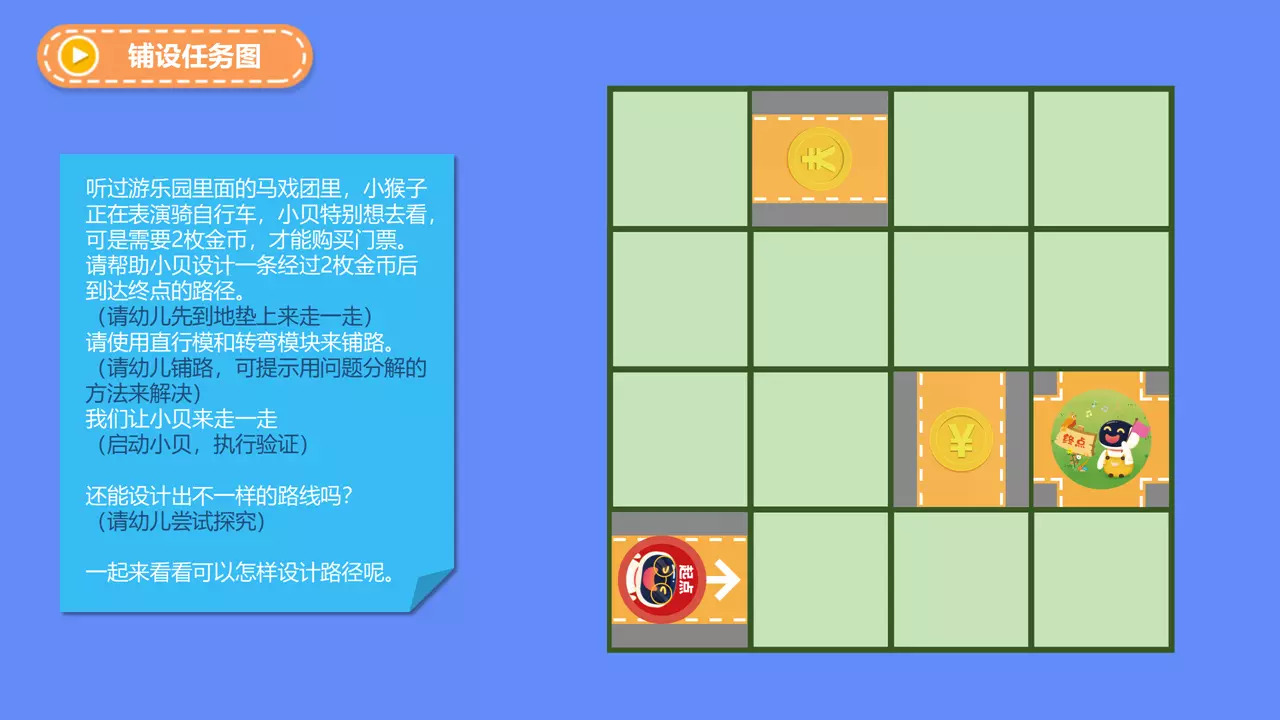 铺设任务图
听过游乐园里面的马戏团里，小猴子
正在表演骑自行车，小贝特别想去看，
可是需要2枚金币，才能购买门票。
请帮助小贝设计一条经过2枚金币后
到达终点的路径。
（请幼儿先到地垫上来走一走）
请使用直行模和转弯模块来铺路。
（请幼儿铺路，可提示用问题分解的
方法来解决）
我们让小贝来走一走
（启动小贝，执行验证）
还能设计出不一样的路线吗？
（请幼儿尝试探究）
一起来看看可以怎样设计路径呢。
¥
¥
终点
起点